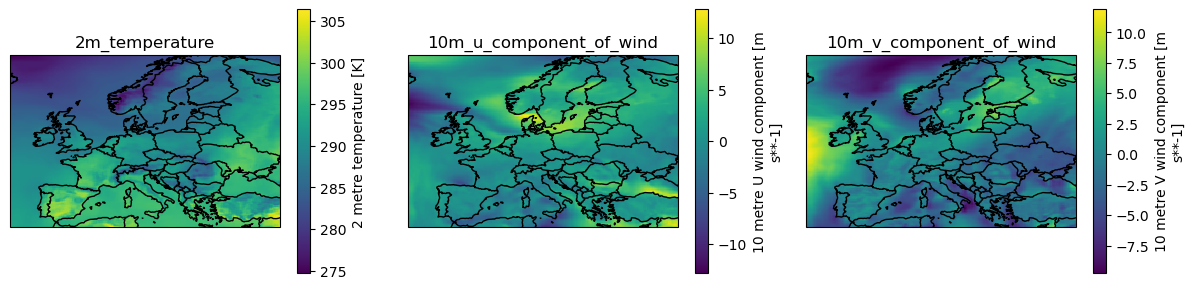 2m_temperature
305
300
295
290
285
280
275
2 metre temperature [K]
10m_u_component_of_wind
10
5
0
−5
−10
10 metre U wind component [m
s**-1]
10m_v_component_of_wind
10.0
7.5
5.0
2.5
0.0
−2.5
−5.0
−7.5
10 metre V wind component [m
s**-1]